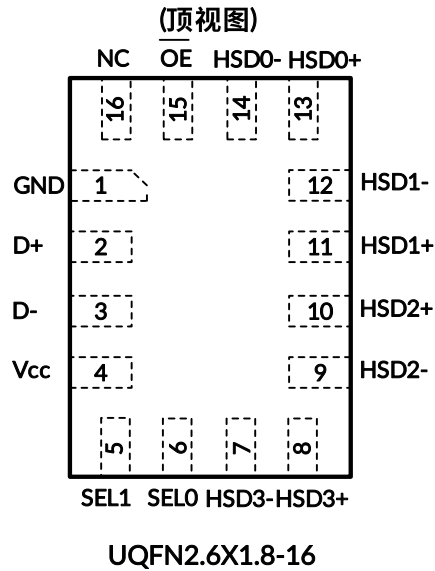 (顶视图)
NC OE HSD0- HSD0+
16 15 14 13
GND 1 12 HSD1-
D+ 2 11 HSD1+
D- 3 10 HSD2+
Vcc 4 9 HSD2-
5 6 7 8
SEL1 SEL0 HSD3- HSD3+
UQFN2.6X1.8-16